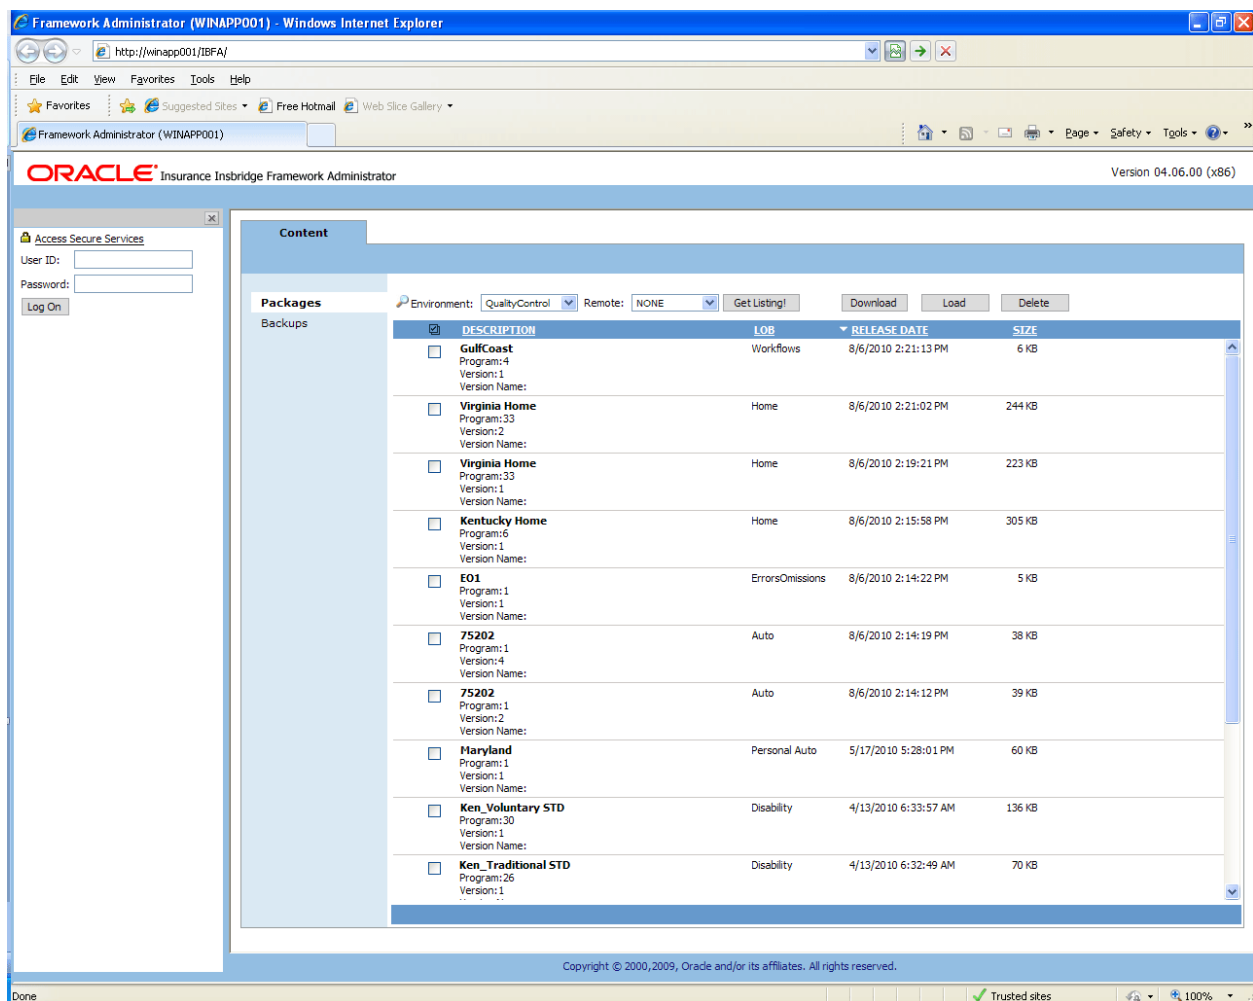 Framework Administrator (WINAPP001) - Windows Internet Explorer
http://winapp001/IBFA/
File Edit View Favorites Tools Help
Favorites Suggested Sites Free Hotmail Web Slice Gallery
Framework Administrator (WINAPP001) Page Safety Tools »
ORACLE Insurance Insbridge Framework Administrator Version 04.06.00 (x86)
Access Secure Services
User ID:
Password:
Log On
Content
Packages
Backups
Environment: QualityControl Remote: NONE Get Listing! Download Load Delete
DESCRIPTION LOB RELEASE DATE SIZE
GulfCoast Workflows 8/6/2010 2:21:13 PM 6 KB
Program:4
Version:1
Version Name:
Virginia Home Home 8/6/2010 2:21:02 PM 244 KB
Program:33
Version:2
Version Name:
Virginia Home Home 8/6/2010 2:19:21 PM 223 KB
Program:33
Version:1
Version Name:
Kentucky Home Home 8/6/2010 2:15:58 PM 305 KB
Program:6
Version:1
Version Name:
EO1 ErrorsOmissions 8/6/2010 2:14:22 PM 5 KB
Program:1
Version:1
Version Name:
75202 Auto 8/6/2010 2:14:19 PM 38 KB
Program:1
Version:4
Version Name:
75202 Auto 8/6/2010 2:14:12 PM 39 KB
Program:1
Version:2
Version Name:
Maryland Personal Auto 5/17/2010 5:28:01 PM 60 KB
Program:1
Version:1
Version Name:
Ken_Voluntary STD Disability 4/13/2010 6:33:57 AM 136 KB
Program:30
Version:1
Version Name:
Ken_Traditional STD Disability 4/13/2010 6:32:49 AM 70 KB
Program:26
Version:1
Copyright © 2000,2009, Oracle and/or its affiliates. All rights reserved.
Done Trusted sites 100%